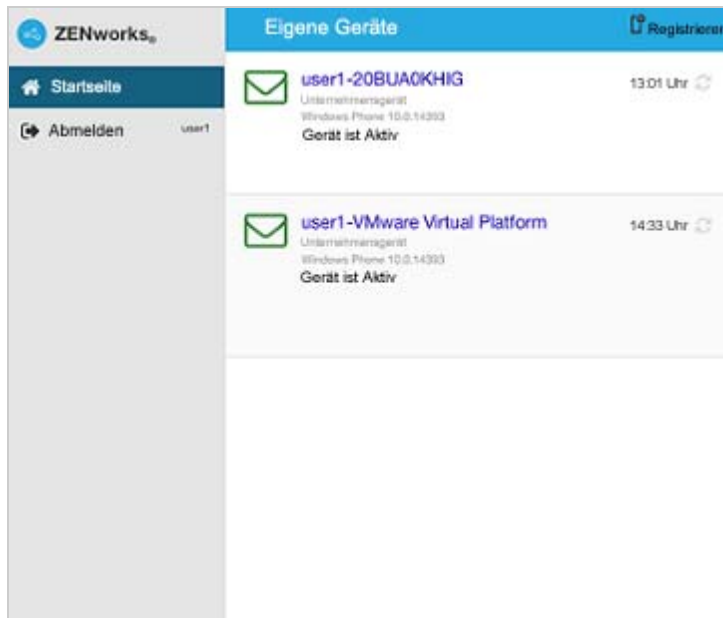 ZENworks®
Startseite
Abmelden user1
Eigene Geräte
Registrieren
user1-20BUA0KHIG 13:01 Uhr
Unternehmensgerät
Windows Phone 10.0.14393
Gerät ist Aktiv
user1-VMware Virtual Platform 14:33 Uhr
Unternehmensgerät
Windows Phone 10.0.14393
Gerät ist Aktiv